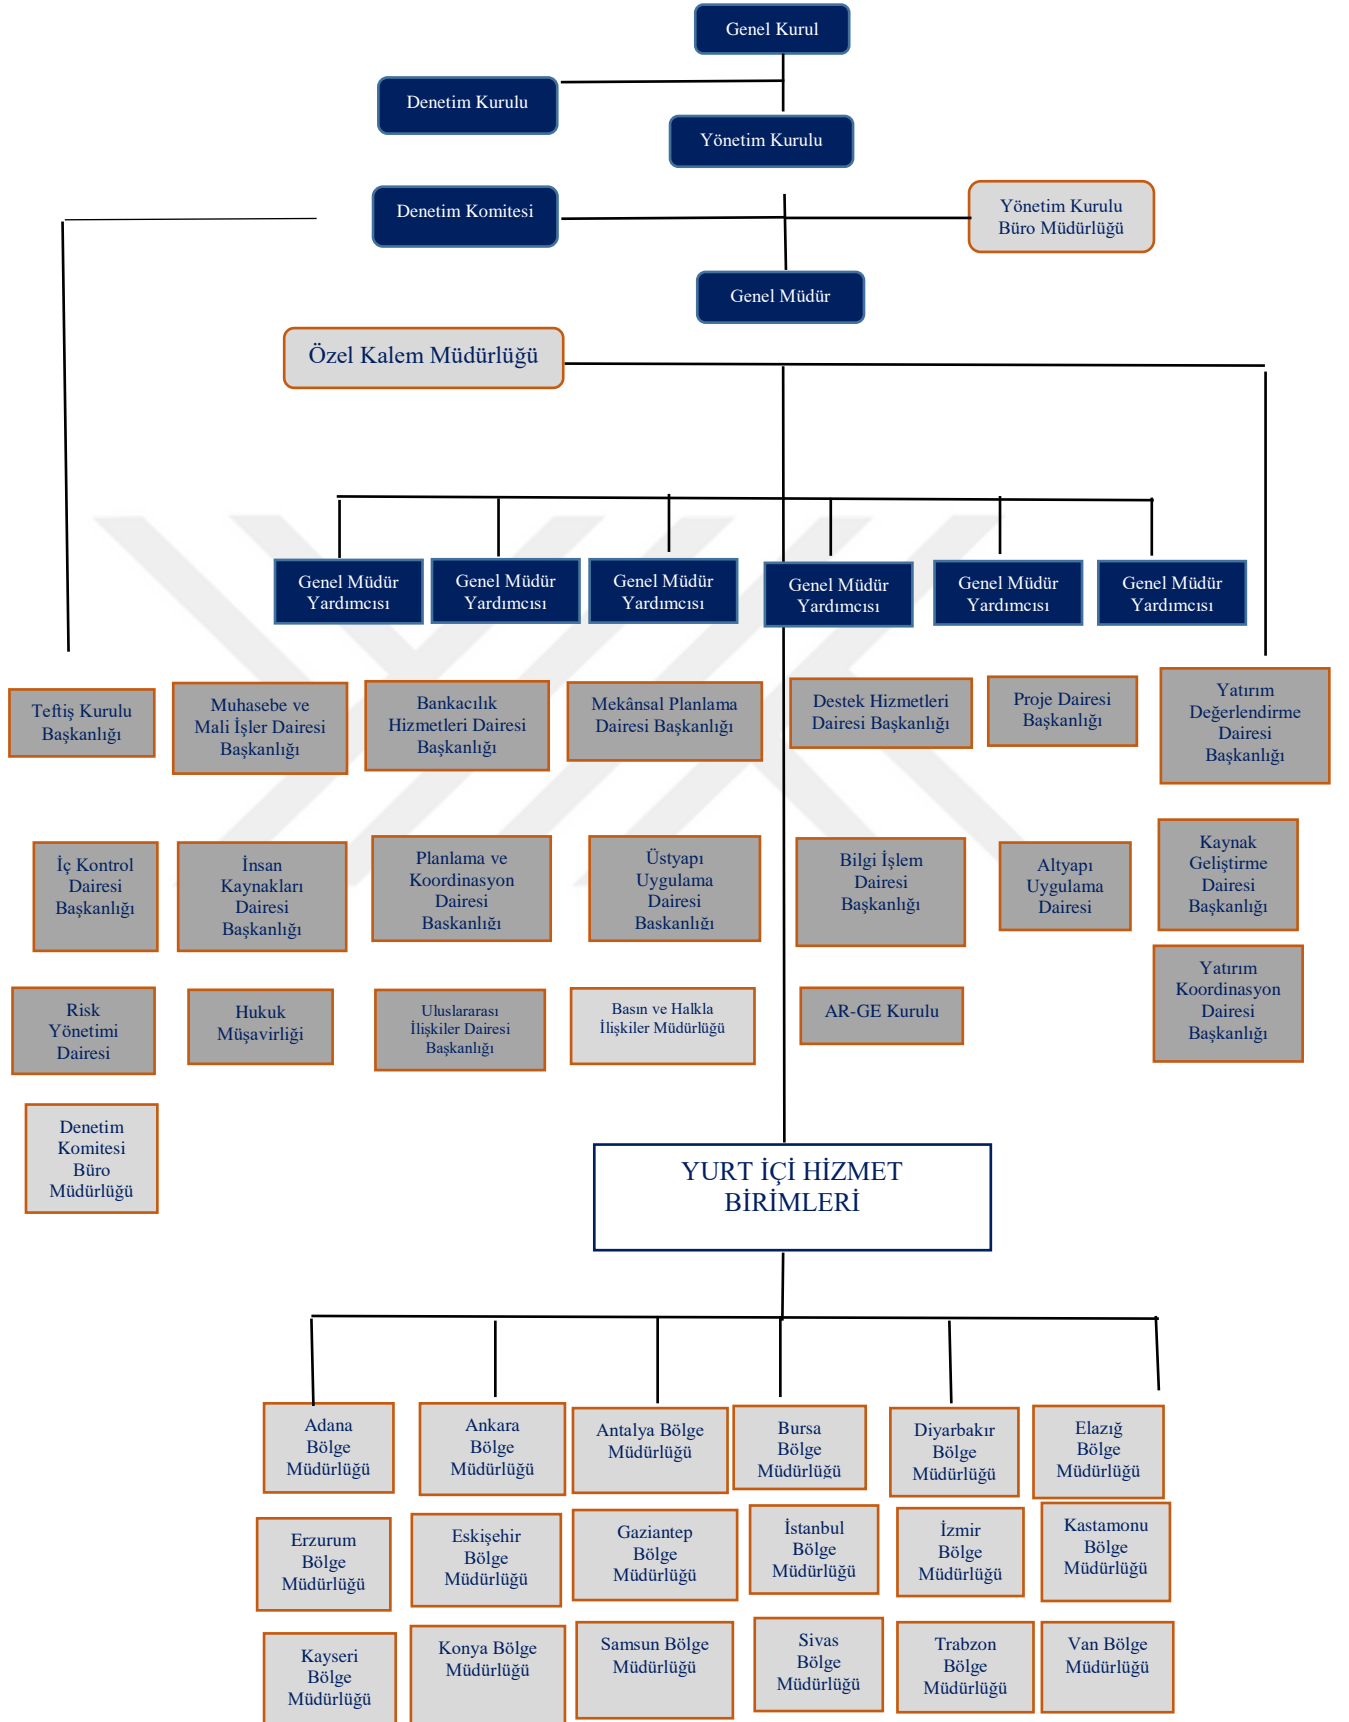 Genel Kurul
Denetim Kurulu
Yönetim Kurulu
Denetim Komitesi
Yönetim Kurulu
Büro Müdürlüğü
Genel Müdür
Özel Kalem Müdürlüğü
Genel Müdür
Yardımcısı
Genel Müdür
Yardımcısı
Genel Müdür
Yardımcısı
Genel Müdür
Yardımcısı
Genel Müdür
Yardımcısı
Genel Müdür
Yardımcısı
Teftiş Kurulu
Başkanlığı
Muhasebe ve
Mali İşler Dairesi
Başkanlığı
Bankacılık
Hizmetleri Dairesi
Başkanlığı
Mekânsal Planlama
Dairesi Başkanlığı
Destek Hizmetleri
Dairesi Başkanlığı
Proje Dairesi
Başkanlığı
Yatırım
Değerlendirme
Dairesi
Başkanlığı
İç Kontrol
Dairesi
Başkanlığı
İnsan
Kaynakları
Dairesi
Başkanlığı
Planlama ve
Koordinasyon
Dairesi
Başkanlığı
Üstyapı
Uygulama
Dairesi
Başkanlığı
Bilgi İşlem
Dairesi
Başkanlığı
Altyapı
Uygulama
Dairesi
Kaynak
Geliştirme
Dairesi
Başkanlığı
Risk
Yönetimi
Dairesi
Hukuk
Müşavirliği
Uluslararası
İlişkiler Dairesi
Başkanlığı
Basın ve Halkla
İlişkiler Müdürlüğü
AR-GE Kurulu
Yatırım
Koordinasyon
Dairesi
Başkanlığı
Denetim
Komitesi
Büro
Müdürlüğü
YURT İÇİ HİZMET
BİRİMLERİ
Adana
Bölge
Müdürlüğü
Ankara
Bölge
Müdürlüğü
Antalya Bölge
Müdürlüğü
Bursa
Bölge
Müdürlüğü
Diyarbakır
Bölge
Müdürlüğü
Elazığ
Bölge
Müdürlüğü
Erzurum
Bölge
Müdürlüğü
Eskişehir
Bölge
Müdürlüğü
Gaziantep
Bölge
Müdürlüğü
İstanbul
Bölge
Müdürlüğü
İzmir
Bölge
Müdürlüğü
Kastamonu
Bölge
Müdürlüğü
Kayseri
Bölge
Müdürlüğü
Konya Bölge
Müdürlüğü
Samsun Bölge
Müdürlüğü
Sivas
Bölge
Müdürlüğü
Trabzon
Bölge
Müdürlüğü
Van Bölge
Müdürlüğü